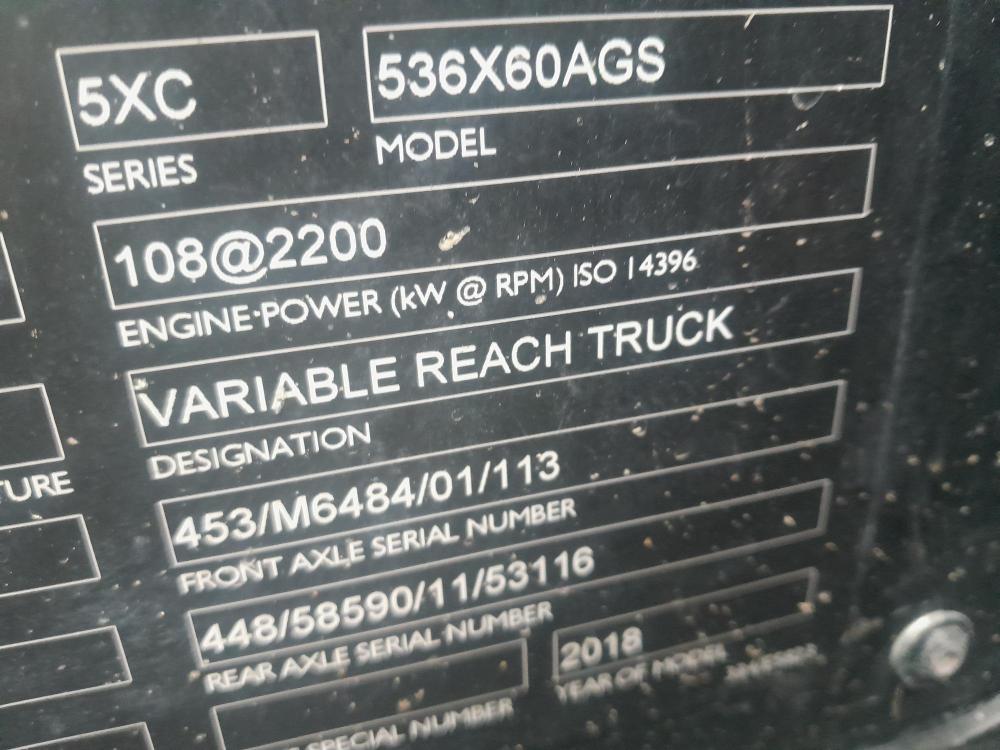 5XC 536X60AGS
SERIES MODEL
108@2200
ENGINE POWER (kW @ RPM) ISO 14396
VARIABLE REACH TRUCK
DESIGNATION
TURE
453/M6484/01/113
FRONT AXLE SERIAL NUMBER
448/58590/11/53116
REAR AXLE SERIAL NUMBER
2018
YEAR OF MODEL
SPECIAL NUMBER